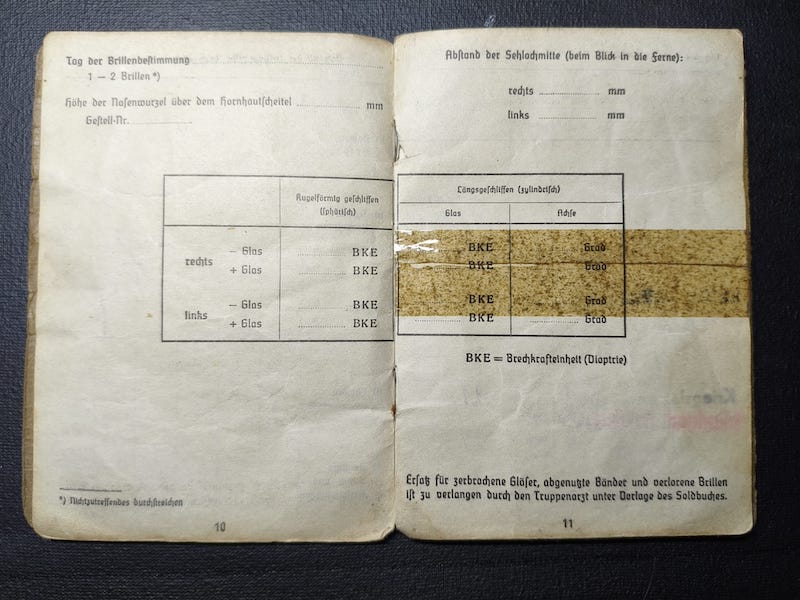 Tag der Brillenbestimmung
1 – 2 Brillen *)
Höhe der Nasenwurzel über dem Hornhautscheitel mm
Gestell-Nr.
Kugelförmig geschliffen
(sphärisch)
rechts
– Glas BKE
+ Glas BKE
links
– Glas BKE
+ Glas BKE
*) Nichtzutreffendes durchstreichen
10
Abstand der Sehlochmitte (beim Blick in die Ferne):
rechts mm
links mm
Längsgeschliffen (zylindrisch)
Glas Achse
BKE Grad
BKE Grad
BKE Grad
BKE Grad
BKE = Brechkrafteinheit (Dioptrie)
Ersatz für zerbrochene Gläser, abgenutzte Bänder und verlorene Brillen
ist zu verlangen durch den Truppenarzt unter Vorlage des Soldbuches.
11